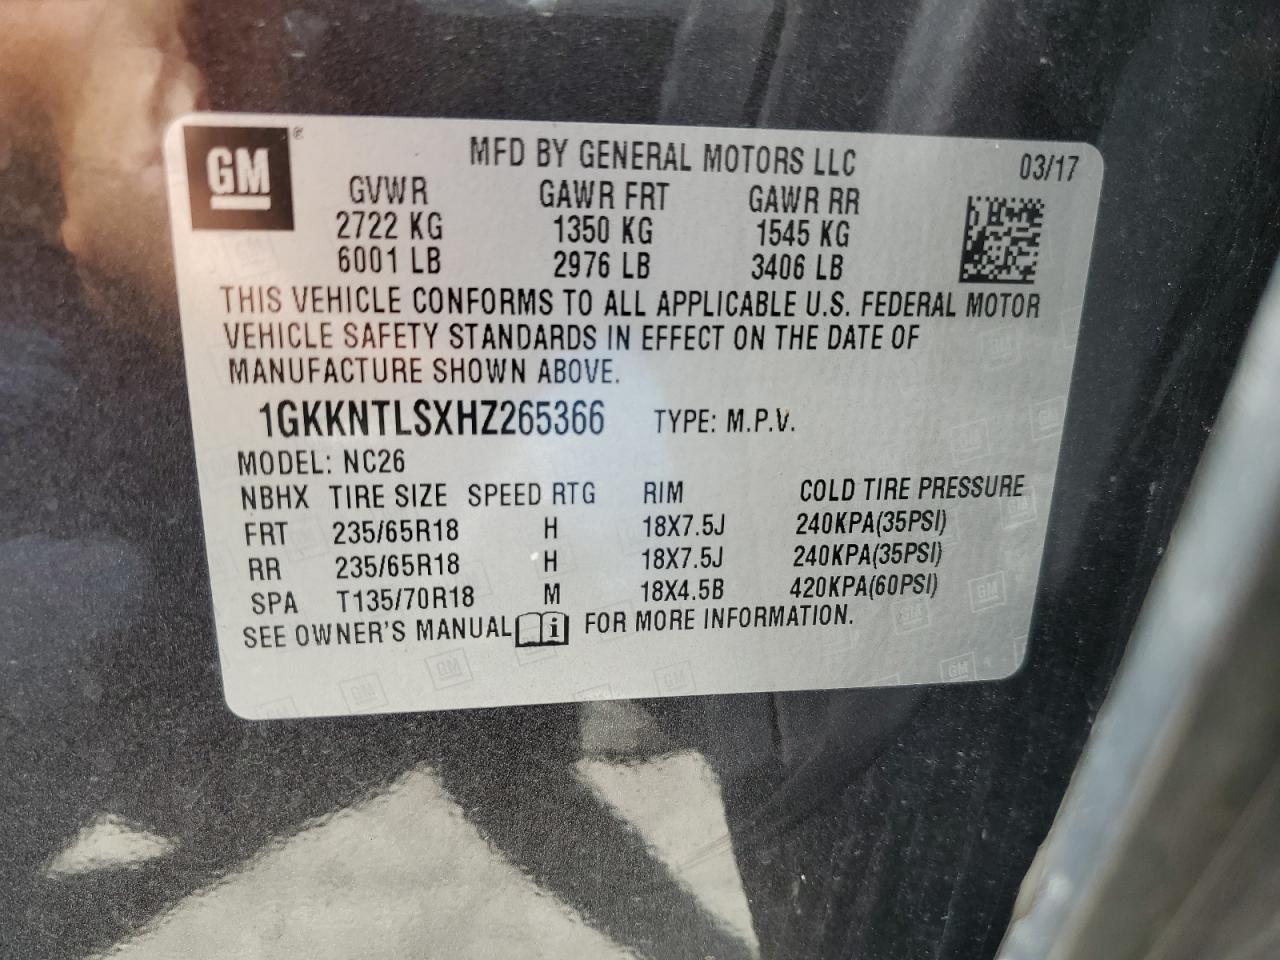 GM ® MFD BY GENERAL MOTORS LLC 03/17
GVWR GAWR FRT GAWR RR
2722 KG 1350 KG 1545 KG
6001 LB 2976 LB 3406 LB
THIS VEHICLE CONFORMS TO ALL APPLICABLE U.S. FEDERAL MOTOR
VEHICLE SAFETY STANDARDS IN EFFECT ON THE DATE OF
MANUFACTURE SHOWN ABOVE.
1GKKNTLSXHZ265366 TYPE: M.P.V.
MODEL: NC26
NBHX TIRE SIZE SPEED RTG RIM COLD TIRE PRESSURE
FRT 235/65R18 H 18X7.5J 240KPA(35PSI)
RR 235/65R18 H 18X7.5J 240KPA(35PSI)
SPA T135/70R18 M 18X4.5B 420KPA(60PSI)
SEE OWNER'S MANUAL i FOR MORE INFORMATION.